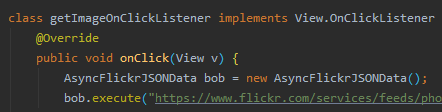 class getImageOnClickListener implements View.OnClickListener
@Override
public void onClick(View v) {
AsyncFlickrJSONData bob = new AsyncFlickrJSONData();
bob.execute("https://www.flickr.com/services/feeds/pho